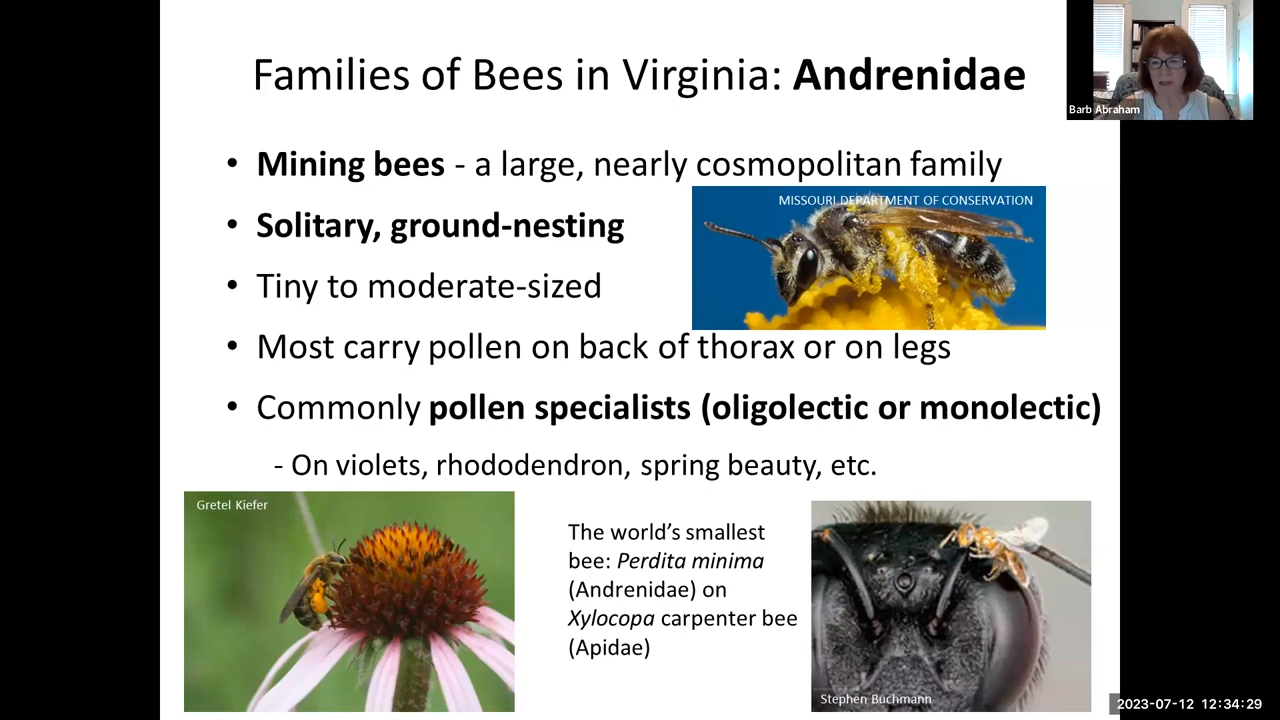 Families of Bees in Virginia: Andrenidae
Barb Abraham
• Mining bees - a large, nearly cosmopolitan family
MISSOURI DEPARTMENT OF CONSERVATION
• Solitary, ground-nesting
• Tiny to moderate-sized
• Most carry pollen on back of thorax or on legs
• Commonly pollen specialists (oligolectic or monolectic)
- On violets, rhododendron, spring beauty, etc.
Gretel Kiefer
The world’s smallest
bee: Perdita minima
(Andrenidae) on
Xylocopa carpenter bee
(Apidae)
Stephen Buchmann
2023-07-12 12:34:29